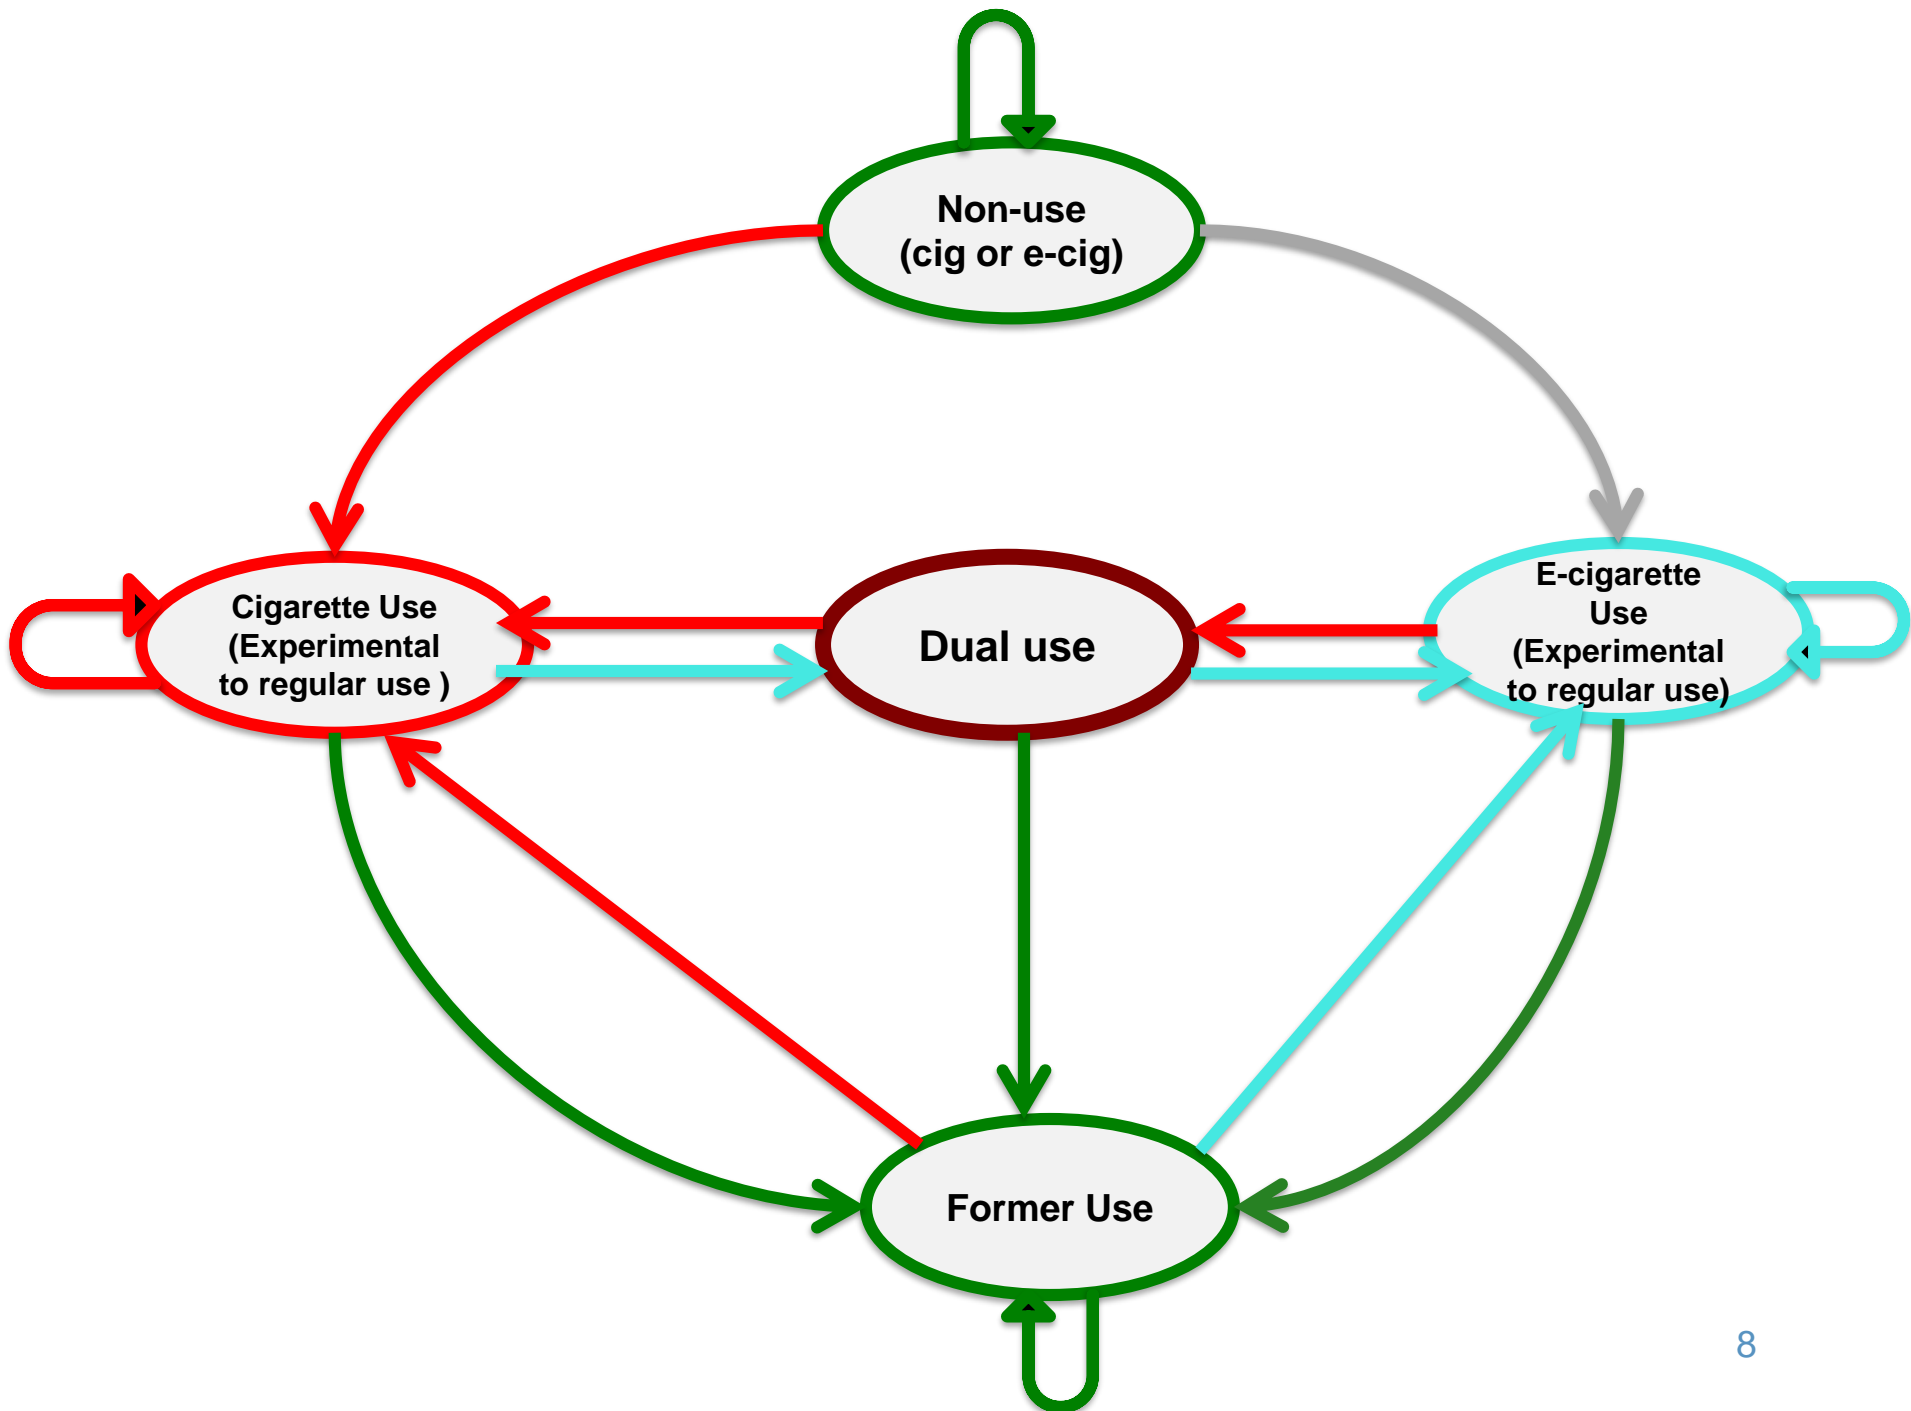 Non-use
(cig or e-cig)
Cigarette Use
(Experimental
to regular use )
Dual use
E-cigarette
Use
(Experimental
to regular use)
Former Use
8